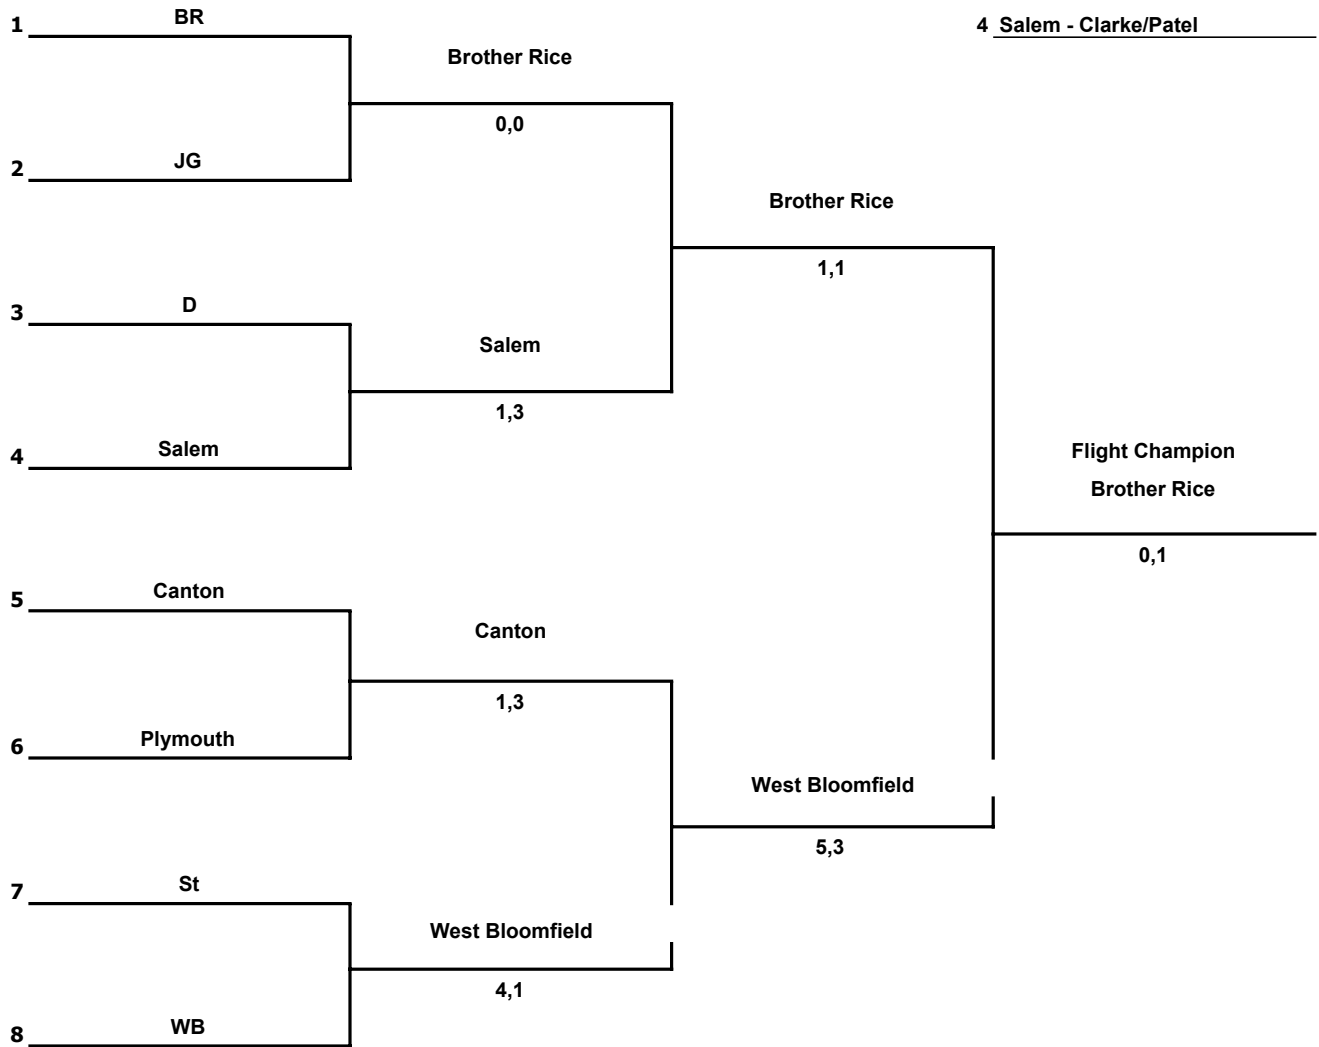 1 BR
4 Salem - Clarke/Patel
Brother Rice
0,0
2 JG
Brother Rice
1,1
3 D
Salem
1,3
4 Salem
Flight Champion
Brother Rice
0,1
5 Canton
Canton
1,3
6 Plymouth
West Bloomfield
5,3
7 St
West Bloomfield
4,1
8 WB